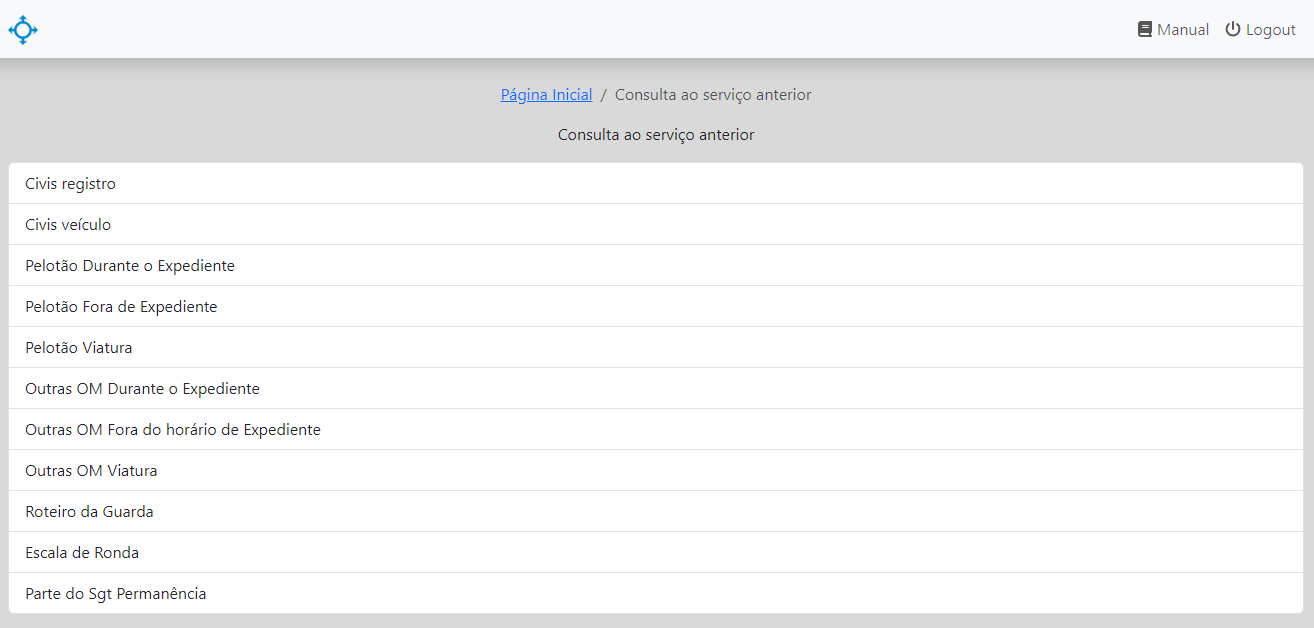 Manual Logout
Página Inicial / Consulta ao serviço anterior
Consulta ao serviço anterior
Civis registro
Civis veículo
Pelotão Durante o Expediente
Pelotão Fora de Expediente
Pelotão Viatura
Outras OM Durante o Expediente
Outras OM Fora do horário de Expediente
Outras OM Viatura
Roteiro da Guarda
Escala de Ronda
Parte do Sgt Permanência